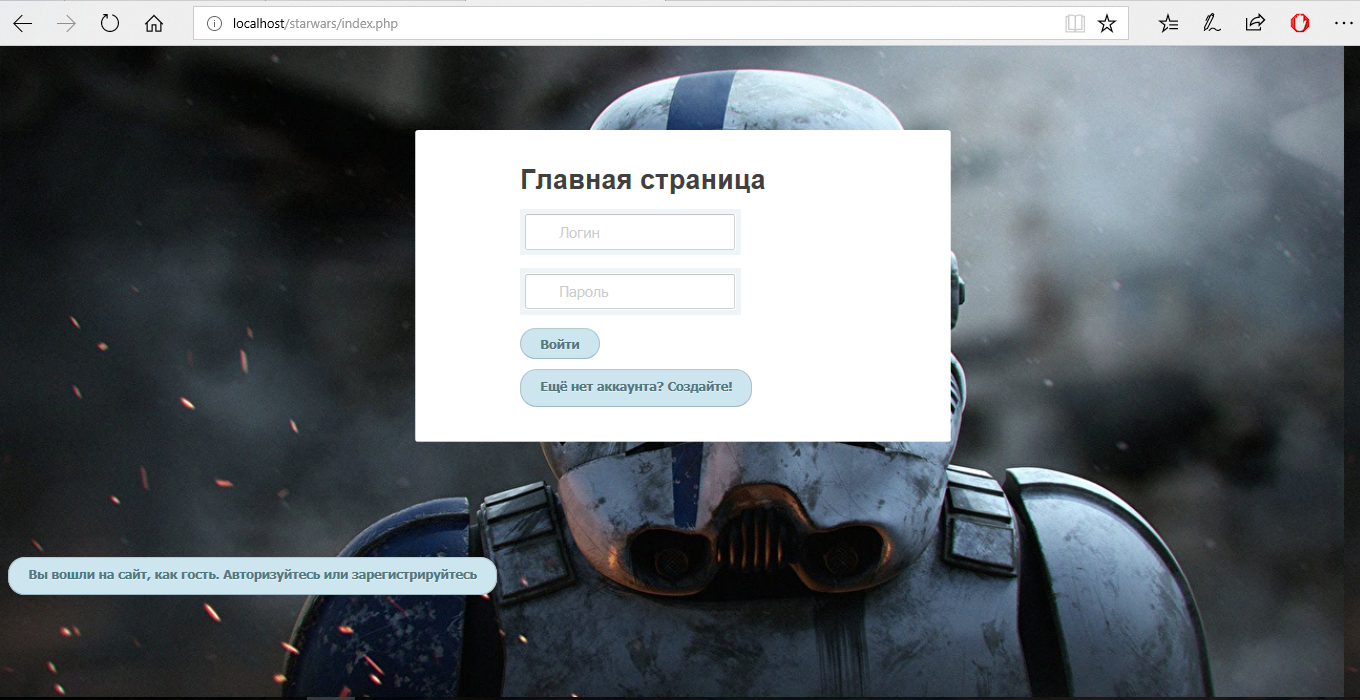 localhost/starwars/index.php
Главная страница
Логин
Пароль
Войти
Ещё нет аккаунта? Создайте!
Вы вошли на сайт, как гость. Авторизуйтесь или зарегистрируйтесь